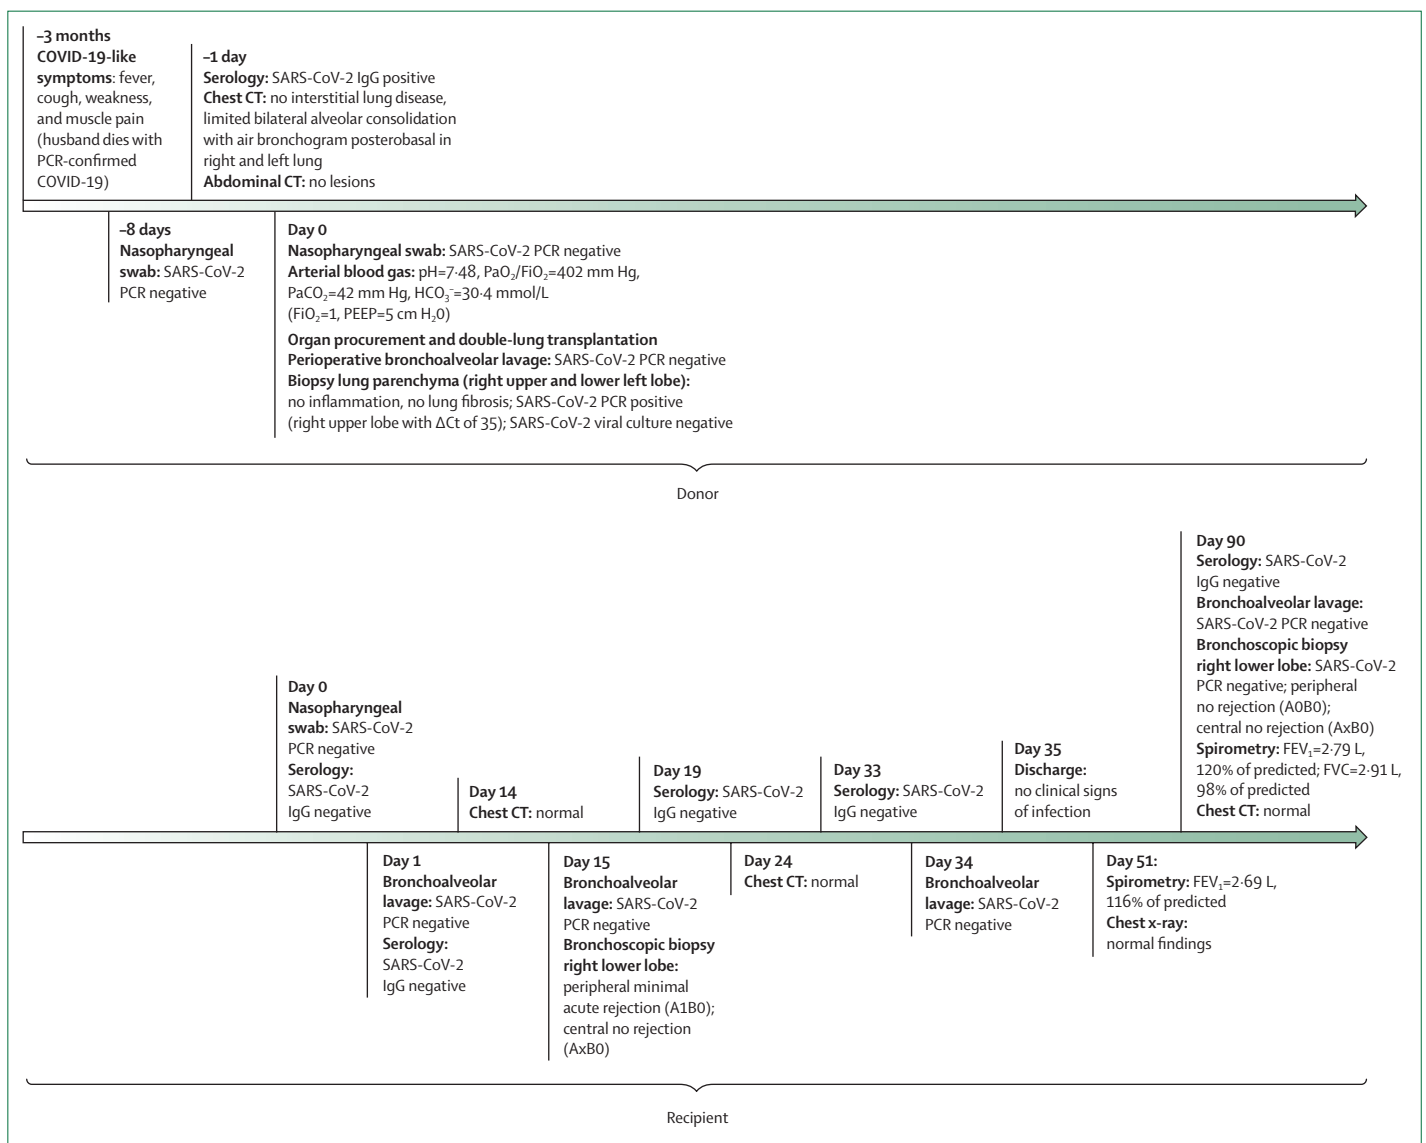 –3 months
COVID-19-like
symptoms: fever,
cough, weakness,
and muscle pain
(husband dies with
PCR-confirmed
COVID-19)
–1 day
Serology: SARS-CoV-2 IgG positive
Chest CT: no interstitial lung disease,
limited bilateral alveolar consolidation
with air bronchogram posterobasal in
right and left lung
Abdominal CT: no lesions
–8 days
Nasopharyngeal
swab: SARS-CoV-2
PCR negative
Day 0
Nasopharyngeal swab: SARS-CoV-2 PCR negative
Arterial blood gas: pH=7·48, PaO₂/FiO₂=402 mm Hg,
PaCO₂=42 mm Hg, HCO₃⁻=30·4 mmol/L
(FiO₂=1, PEEP=5 cm H₂0)
Organ procurement and double-lung transplantation
Perioperative bronchoalveolar lavage: SARS-CoV-2 PCR negative
Biopsy lung parenchyma (right upper and lower left lobe):
no inflammation, no lung fibrosis; SARS-CoV-2 PCR positive
(right upper lobe with ΔCt of 35); SARS-CoV-2 viral culture negative
Donor
Day 0
Nasopharyngeal
swab: SARS-CoV-2
PCR negative
Serology:
SARS-CoV-2
IgG negative
Day 14
Chest CT: normal
Day 19
Serology: SARS-CoV-2
IgG negative
Day 33
Serology: SARS-CoV-2
IgG negative
Day 35
Discharge:
no clinical signs
of infection
Day 90
Serology: SARS-CoV-2
IgG negative
Bronchoalveolar lavage:
SARS-CoV-2 PCR negative
Bronchoscopic biopsy
right lower lobe: SARS-CoV-2
PCR negative; peripheral
no rejection (A0B0);
central no rejection (AxB0)
Spirometry: FEV₁=2·79 L,
120% of predicted; FVC=2·91 L,
98% of predicted
Chest CT: normal
Day 1
Bronchoalveolar
lavage: SARS-CoV-2
PCR negative
Serology:
SARS-CoV-2
IgG negative
Day 15
Bronchoalveolar
lavage: SARS-CoV-2
PCR negative
Bronchoscopic biopsy
right lower lobe:
peripheral minimal
acute rejection (A1B0);
central no rejection
(AxB0)
Day 24
Chest CT: normal
Day 34
Bronchoalveolar
lavage: SARS-CoV-2
PCR negative
Day 51:
Spirometry: FEV₁=2·69 L,
116% of predicted
Chest x-ray:
normal findings
Recipient